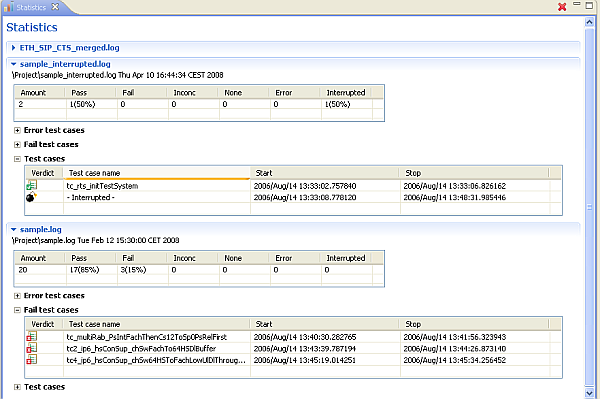 Statistics
Statistics
ETH_SIP_CTS_merged.log
sample_interrupted.log
\Project\sample_interrupted.log Thu Apr 10 16:44:34 CEST 2008
Amount Pass Fail Inconc None Error Interrupted
2 1(50%) 0 0 0 0 1(50%)
Error test cases
Fail test cases
Test cases
Verdict Test case name Start Stop
tc_rts_initTestSystem 2006/Aug/14 13:33:02.757840 2006/Aug/14 13:33:06.826162
- Interrupted - 2006/Aug/14 13:33:08.778120 2006/Aug/14 13:48:31.985446
sample.log
\Project\sample.log Tue Feb 12 15:30:00 CET 2008
Amount Pass Fail Inconc None Error Interrupted
20 17(85%) 3(15%) 0 0 0 0
Error test cases
Fail test cases
Verdict Test case name Start Stop
tc_multiRab_PsIntFachThenCs12ToSp0PsRelFirst 2006/Aug/14 13:40:30.282765 2006/Aug/14 13:41:56.323943
tc2_ip6_hsConSup_chSwFachTo64HSDlBuffer 2006/Aug/14 13:43:39.787194 2006/Aug/14 13:44:26.873140
tc4_ip6_hsConSup_chSw64HSToFachLowUlDlThroug... 2006/Aug/14 13:45:19.014251 2006/Aug/14 13:45:34.256452
Test cases